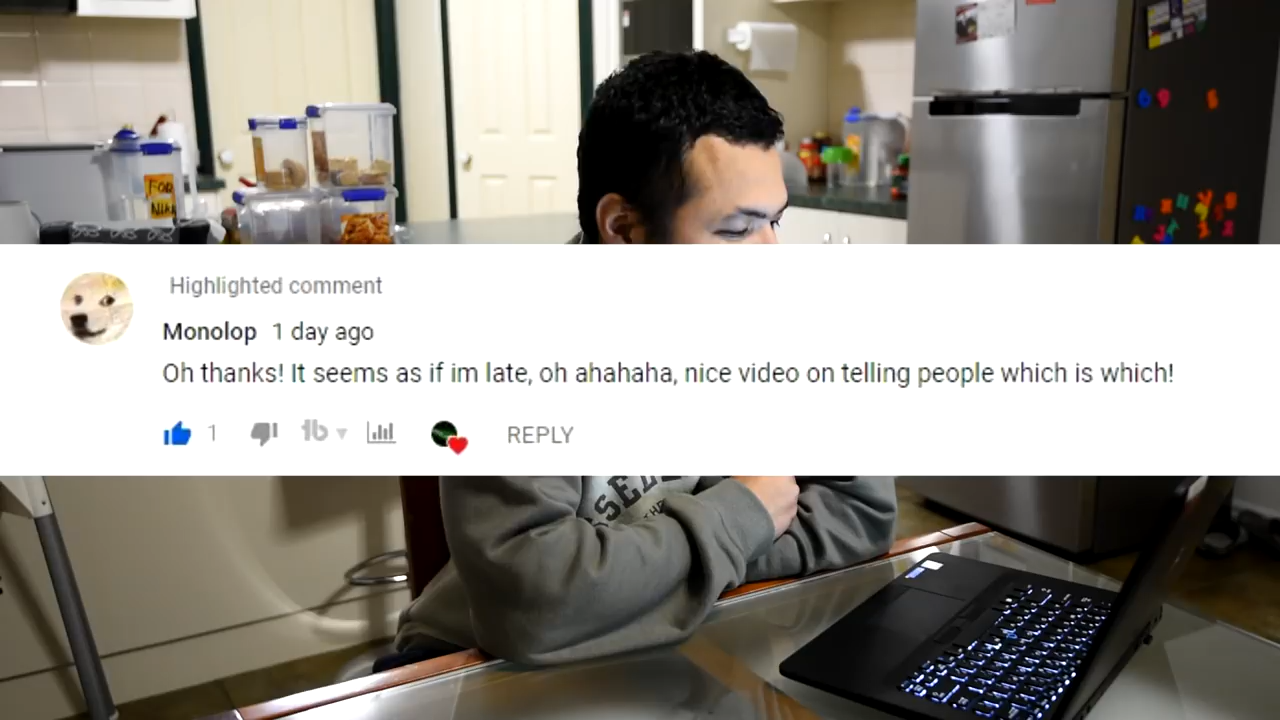 FOR
Highlighted comment
Monolop 1 day ago
Oh thanks! It seems as if im late, oh ahahaha, nice video on telling people which is which!
1
REPLY